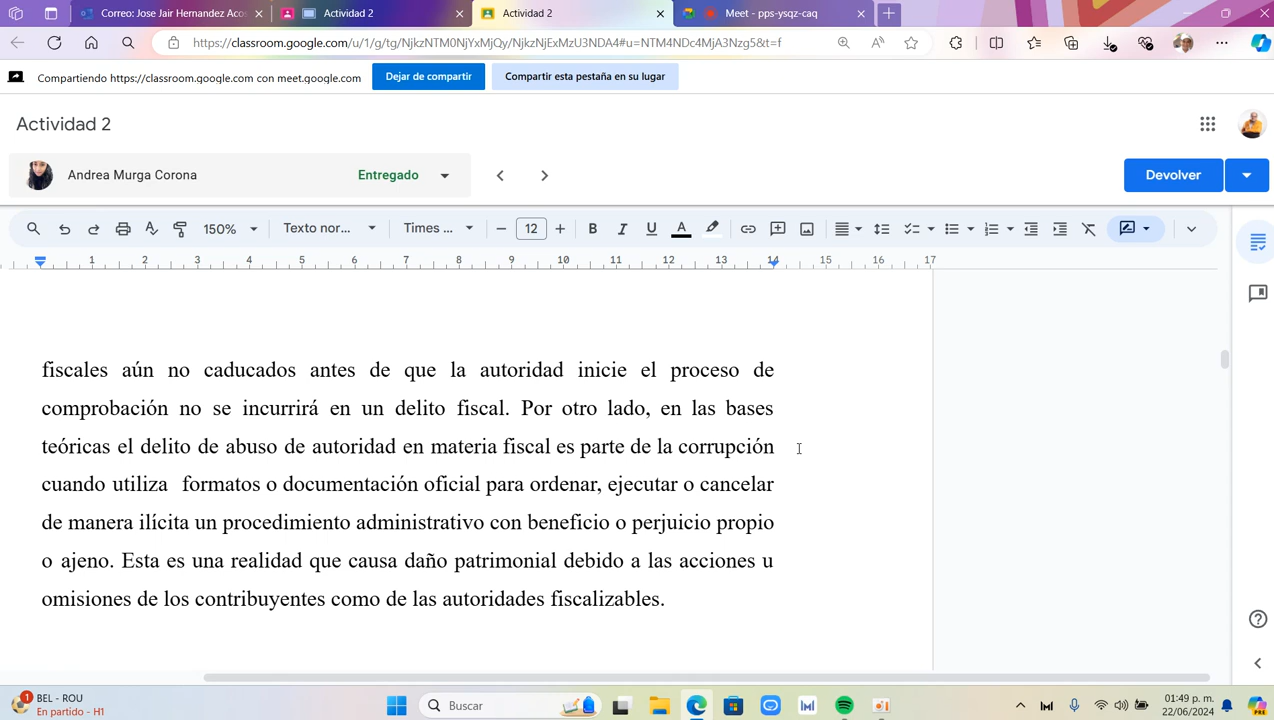 Correo: Jose Jair Hernandez Acos
Actividad 2
Actividad 2
Meet - pps-ysqz-caq
https://classroom.google.com/u/1/g/tg/NjkzNTM0NjYxMjQy/NjkzNjExMzU3NDA4#u=NTM4NDc4MjA3Nzg5&t=f
Compartiendo https://classroom.google.com con meet.google.com
Dejar de compartir
Compartir esta pestaña en su lugar
Actividad 2
Andrea Murga Corona
Entregado
Devolver
150%
Texto nor...
Times ...
12
B I U A
1 2 3 4 5 6 7 8 9 10 11 12 13 14 15 16 17
fiscales aún no caducados antes de que la autoridad inicie el proceso de
comprobación no se incurrirá en un delito fiscal. Por otro lado, en las bases
teóricas el delito de abuso de autoridad en materia fiscal es parte de la corrupción
cuando utiliza formatos o documentación oficial para ordenar, ejecutar o cancelar
de manera ilícita un procedimiento administrativo con beneficio o perjuicio propio
o ajeno. Esta es una realidad que causa daño patrimonial debido a las acciones u
omisiones de los contribuyentes como de las autoridades fiscalizables.
1
BEL - ROU
En partido - H1
Buscar
01:49 p. m.
22/06/2024